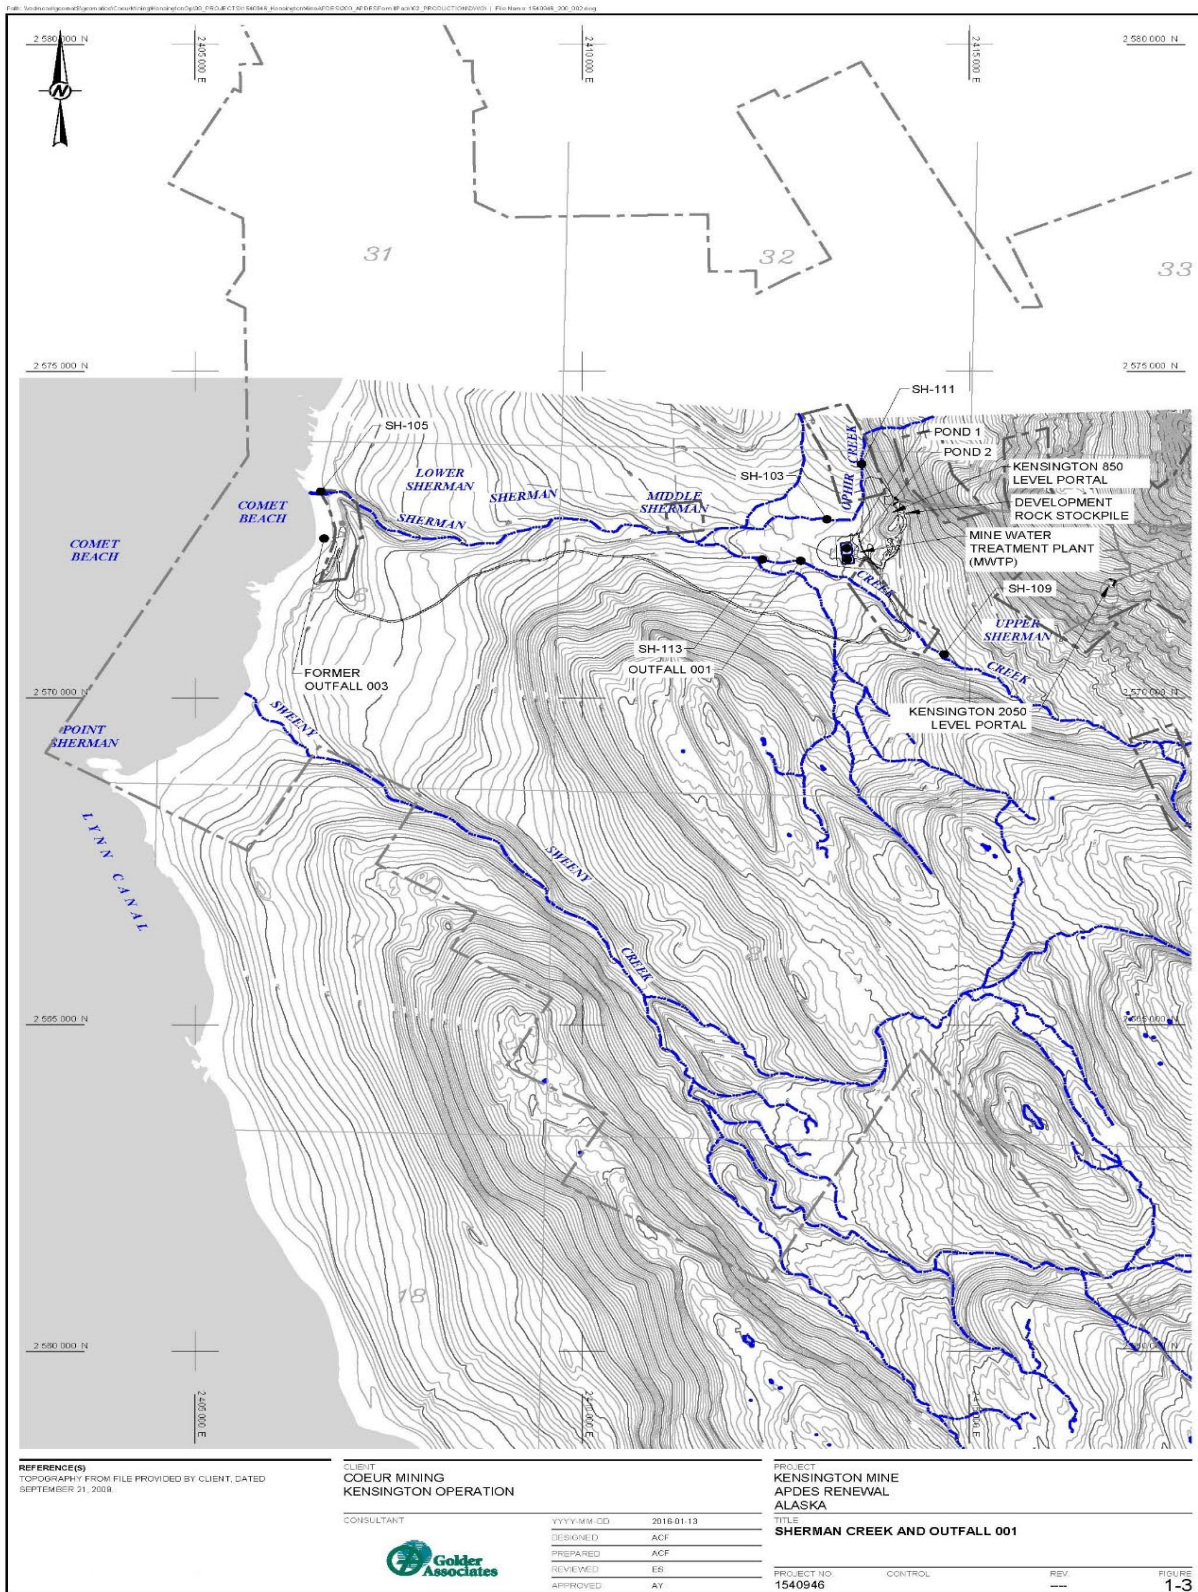 2 580 000 N
2 405 000 E
2 410 000 E
2 415 000 E
2 580 000 N
N
31
32
33
2 575 000 N
2 575 000 N
SH-111
SH-105
POND 1
POND 2
LOWER
SHERMAN
SHERMAN
MIDDLE
SHERMAN
SH-103
OPHIR CREEK
KENSINGTON 850
LEVEL PORTAL
COMET
BEACH
SHERMAN
DEVELOPMENT
ROCK STOCKPILE
COMET
BEACH
MINE WATER
TREATMENT PLANT
(MWTP)
CREEK
SH-109
6
UPPER
SHERMAN
SH-113
OUTFALL 001
CREEK
FORMER
OUTFALL 003
2 570 000 N
2 570 000 N
SWEENY
KENSINGTON 2050
LEVEL PORTAL
POINT
SHERMAN
LYNN CANAL
SWEENY
7
8
CREEK
2 565 000 N
2 565 000 N
18
2 560 000 N
2 405 000 E
2 410 000 E
2 415 000 E
REFERENCE(S)
TOPOGRAPHY FROM FILE PROVIDED BY CLIENT, DATED
SEPTEMBER 21, 2009.
CLIENT
COEUR MINING
KENSINGTON OPERATION
CONSULTANT
Golder
Associates
YYYY-MM-DD 2016-01-13
DESIGNED ACF
PREPARED ACF
REVIEWED ES
APPROVED AY
PROJECT
KENSINGTON MINE
APDES RENEWAL
ALASKA
TITLE
SHERMAN CREEK AND OUTFALL 001
PROJECT NO. CONTROL REV. FIGURE
1540946 ---- 1-3